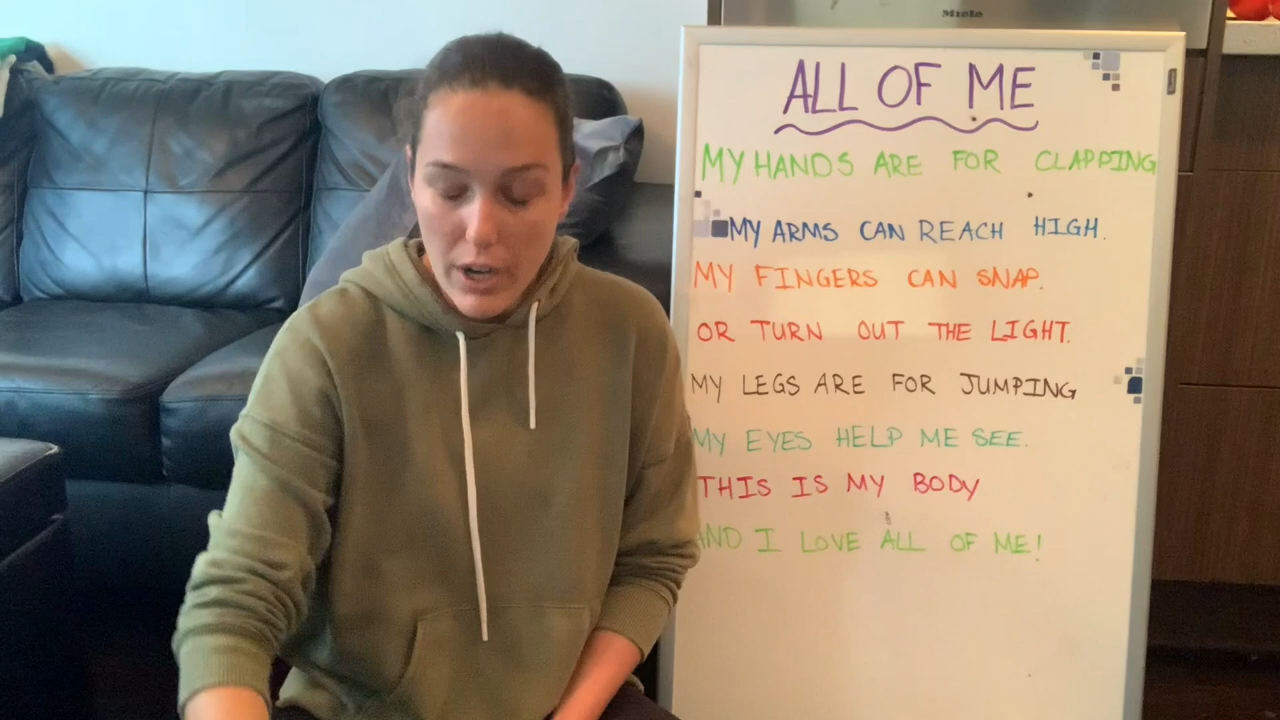 Miele
ALL OF ME
MY HANDS ARE FOR CLAPPING
MY ARMS CAN REACH HIGH.
MY FINGERS CAN SNAP.
OR TURN OUT THE LIGHT.
MY LEGS ARE FOR JUMPING
MY EYES HELP ME SEE.
THIS IS MY BODY
AND I LOVE ALL OF ME!